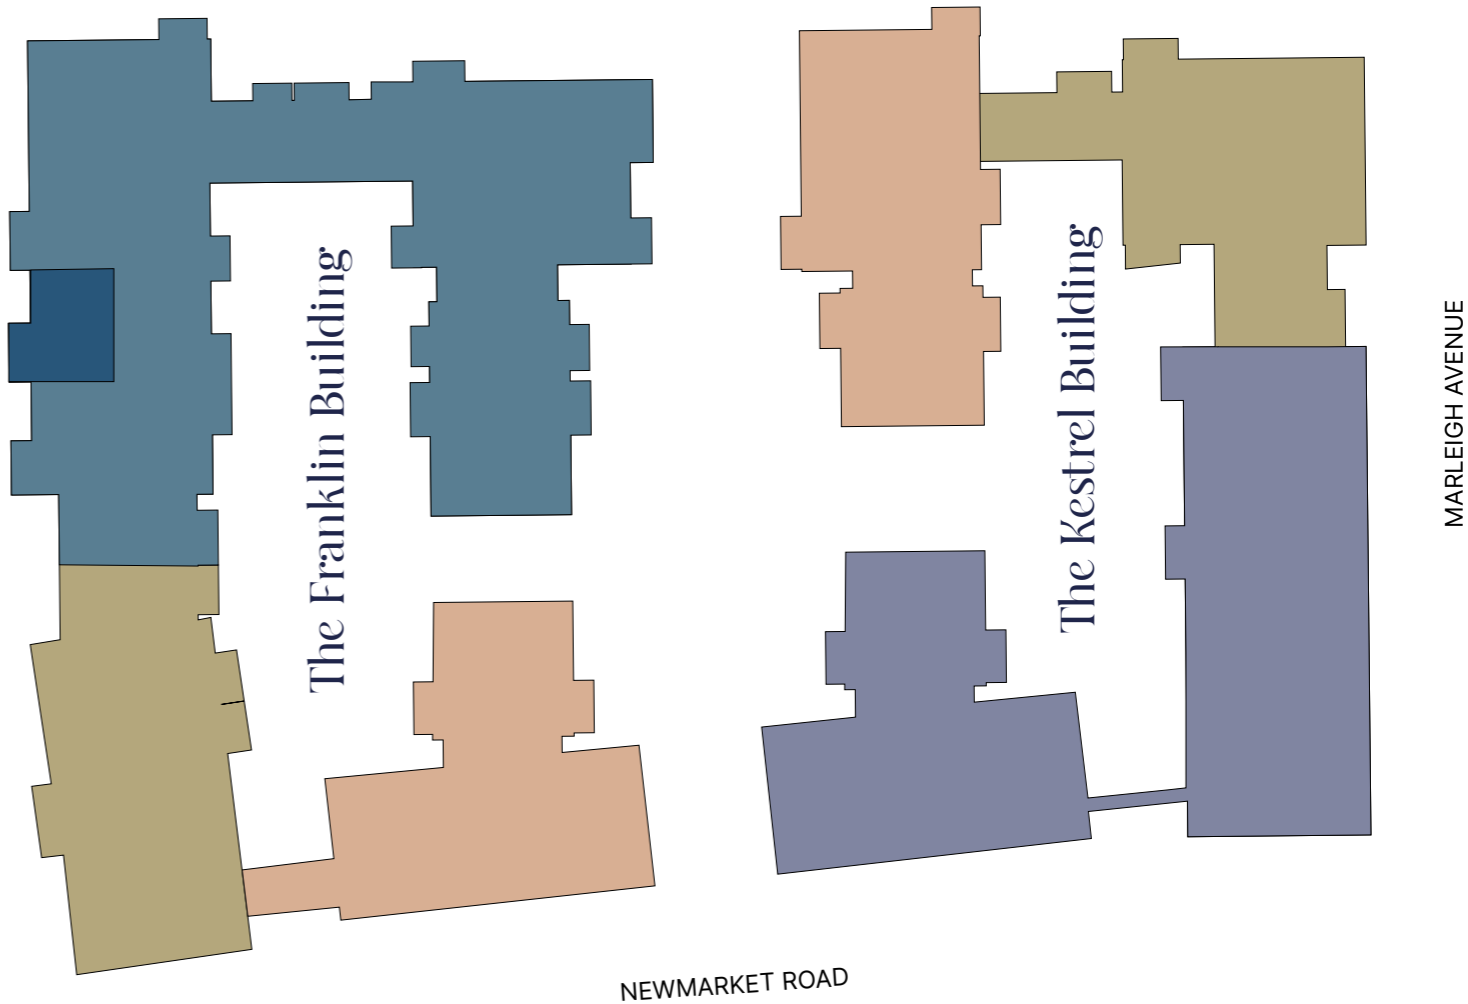 The Franklin Building
The Kestrel Building
MARLEIGH AVENUE
NEWMARKET ROAD